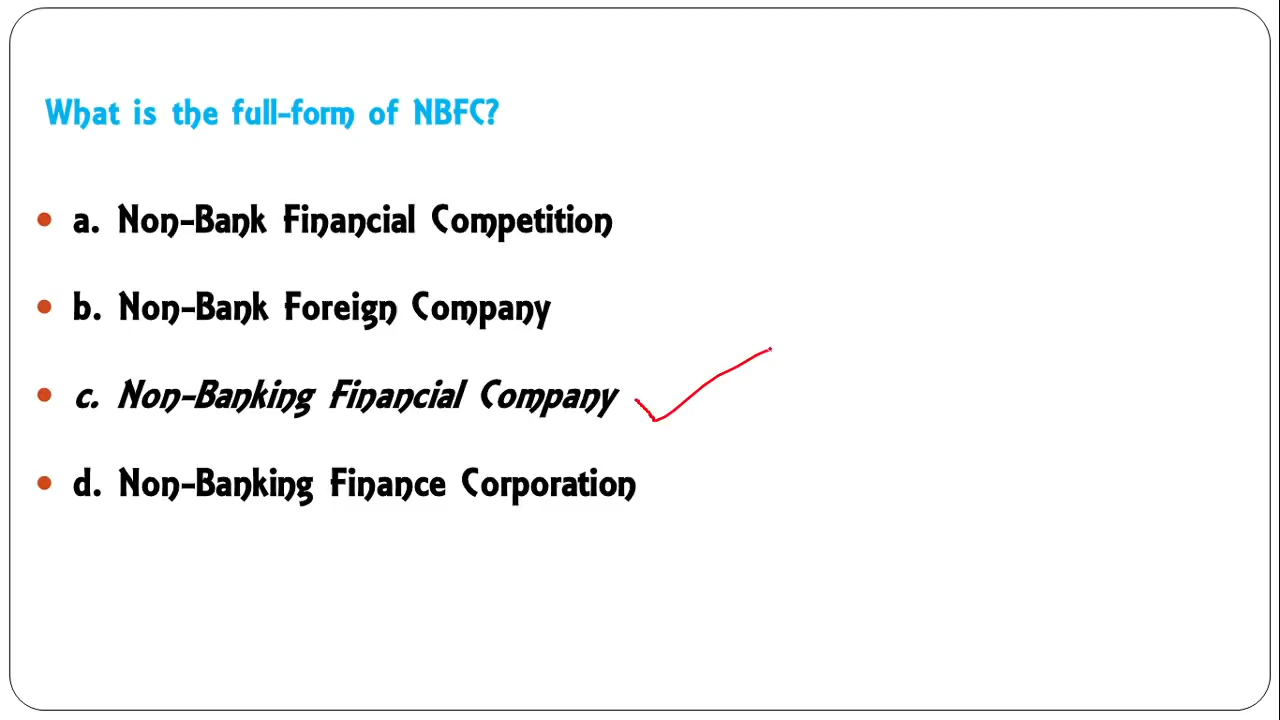 What is the full-form of NBFC?
a. Non-Bank Financial Competition
b. Non-Bank Foreign Company
c. Non-Banking Financial Company
d. Non-Banking Finance Corporation